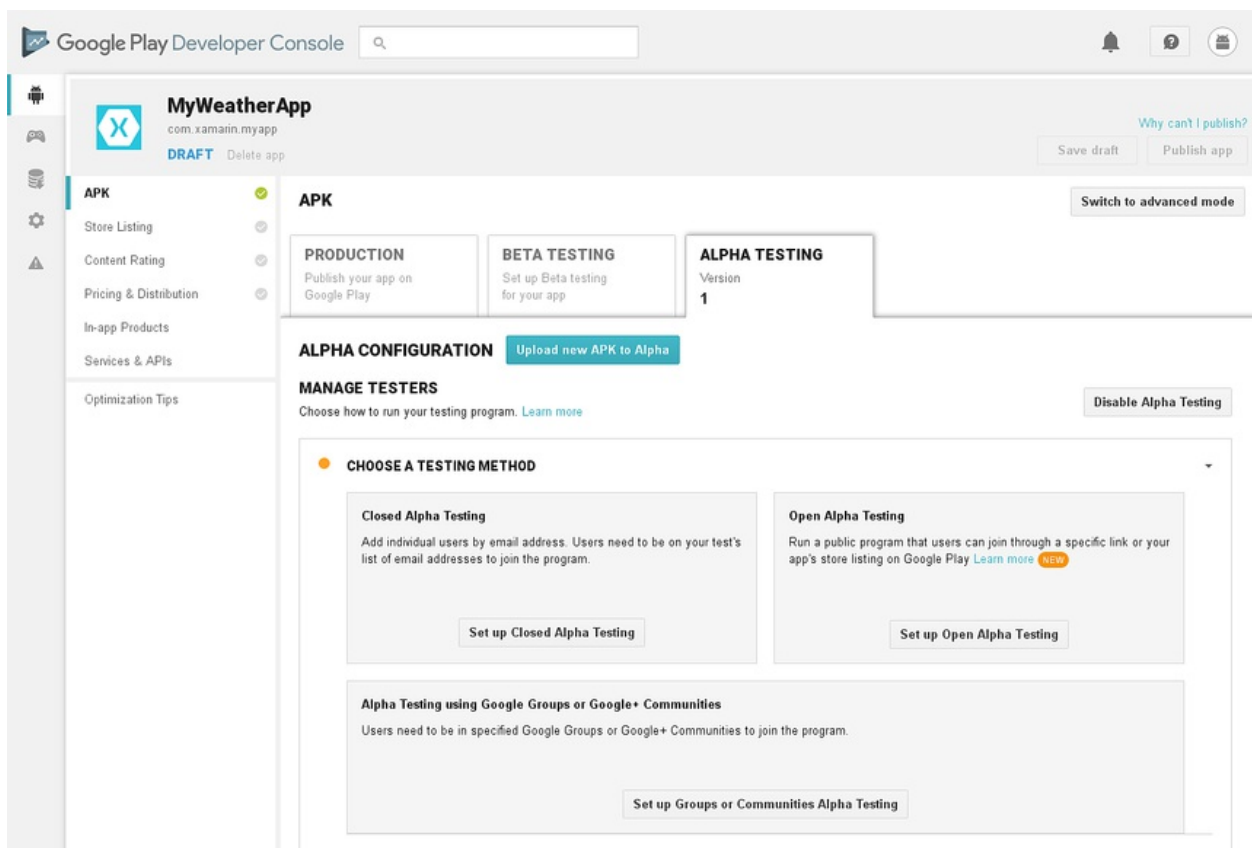 Google Play Developer Console
MyWeatherApp
com.xamarin.myapp
DRAFT Delete app
Why can't I publish?
Save draft Publish app
APK
Store Listing
Content Rating
Pricing & Distribution
In-app Products
Services & APIs
Optimization Tips
APK
Switch to advanced mode
PRODUCTION
Publish your app on
Google Play
BETA TESTING
Set up Beta testing
for your app
ALPHA TESTING
Version
1
ALPHA CONFIGURATION Upload new APK to Alpha
MANAGE TESTERS
Choose how to run your testing program. Learn more
Disable Alpha Testing
CHOOSE A TESTING METHOD
Closed Alpha Testing
Add individual users by email address. Users need to be on your test's
list of email addresses to join the program.
Set up Closed Alpha Testing
Open Alpha Testing
Run a public program that users can join through a specific link or your
app's store listing on Google Play Learn more NEW
Set up Open Alpha Testing
Alpha Testing using Google Groups or Google+ Communities
Users need to be in specified Google Groups or Google+ Communities to join the program.
Set up Groups or Communities Alpha Testing